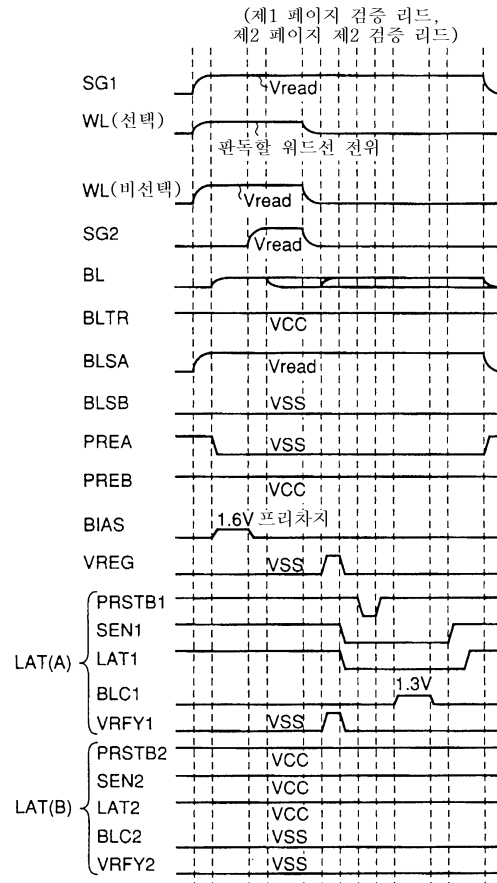 (제1 페이지 검증 리드,
제2 페이지 제2 검증 리드)
SG1
Vread
WL(선택)
판독할 워드선 전위
WL(비선택)
Vread
SG2
Vread
BL
BLTR
VCC
BLSA
Vread
BLSB
VSS
PREA
VSS
PREB
VCC
BIAS
1.6V 프리차지
VREG
VSS
LAT(A)
PRSTB1
SEN1
LAT1
BLC1
1.3V
VRFY1
VSS
LAT(B)
PRSTB2
VCC
SEN2
VCC
LAT2
VCC
BLC2
VSS
VRFY2
VSS